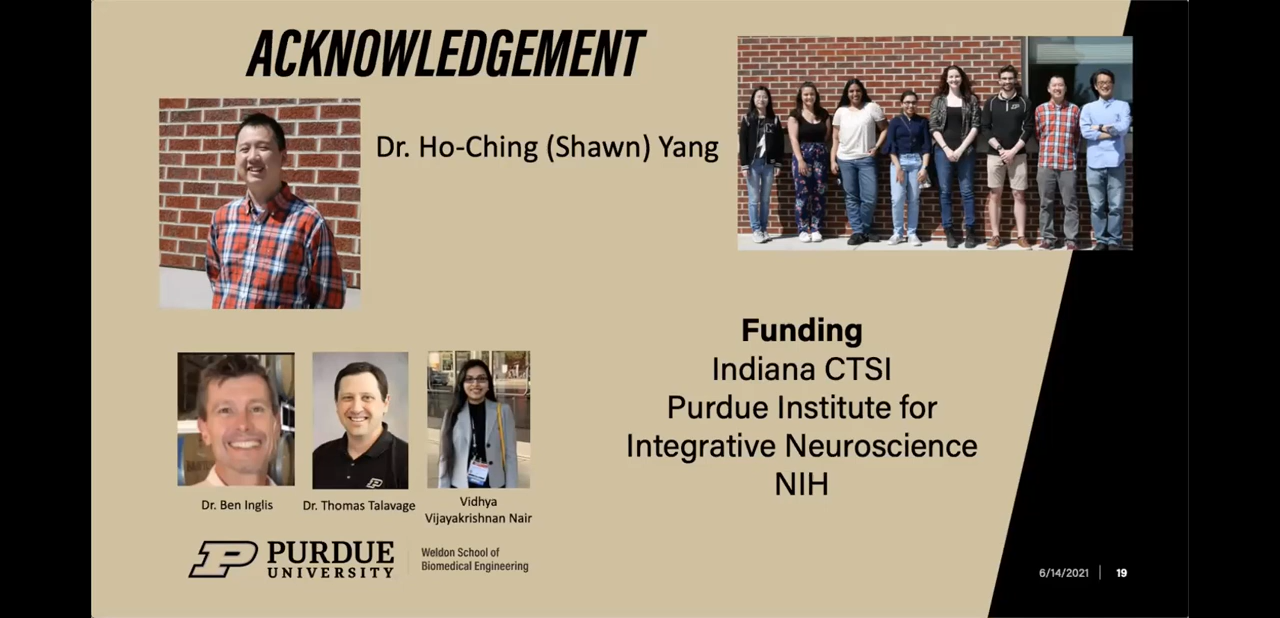 ACKNOWLEDGEMENT
Dr. Ho-Ching (Shawn) Yang
Funding
Indiana CTSI
Purdue Institute for
Integrative Neuroscience
NIH
Dr. Ben Inglis
Dr. Thomas Talavage
Vidhya
Vijayakrishnan Nair
PURDUE
UNIVERSITY
Weldon School of
Biomedical Engineering
6/14/2021 | 19